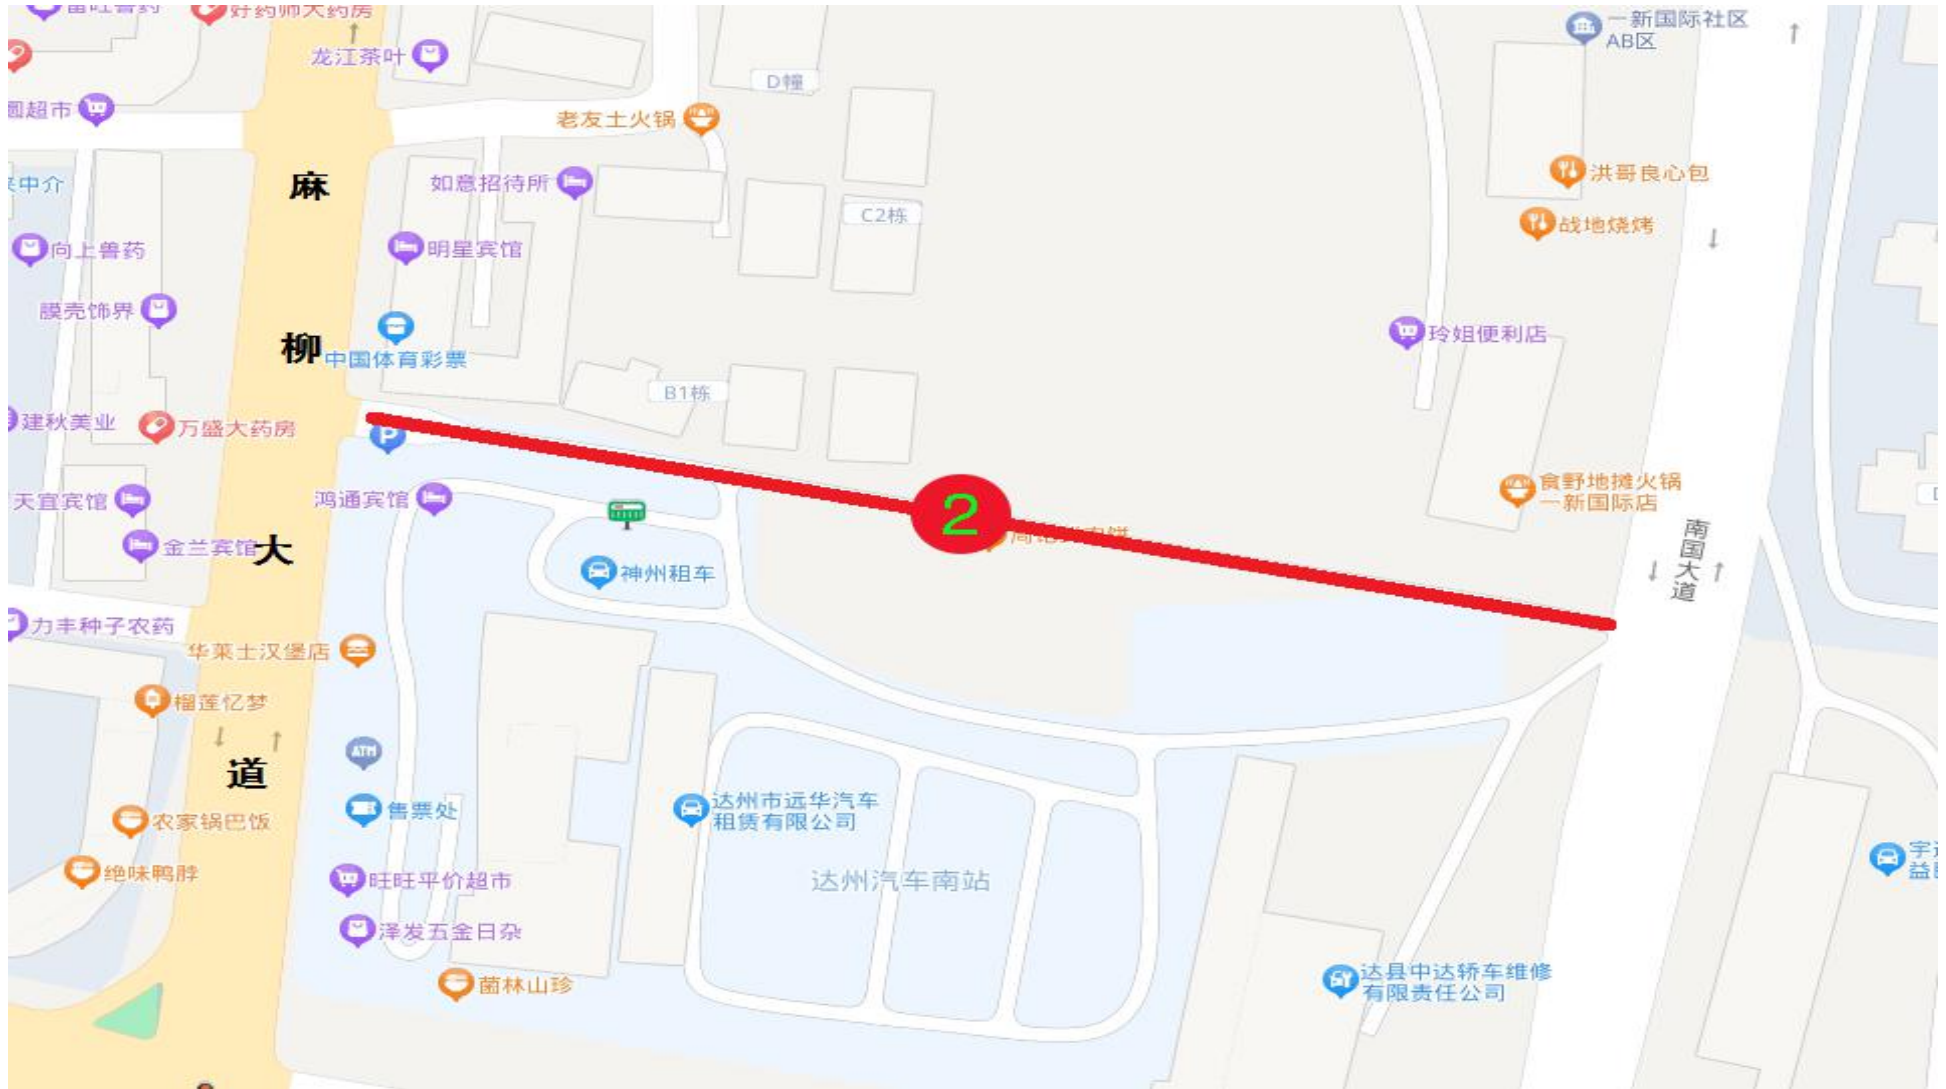 好药师大药房
龙江茶叶
一新国际社区
AB区
D幢
圆超市
老友土火锅
麻
如意招待所
洪哥良心包
C2栋
战地烧烤
向上兽药
明星宾馆
膜壳饰界
柳
中国体育彩票
玲姐便利店
B1栋
建秋美业
万盛大药房
P
天宜宾馆
鸿通宾馆
2
食野地摊火锅
一新国际店
金兰宾馆
大
神州租车
南国大道
力丰种子农药
华莱士汉堡店
榴莲忆梦
ATM
道
售票处
达州市远华汽车
租赁有限公司
农家锅巴饭
绝味鸭脖
旺旺平价超市
达州汽车南站
泽发五金日杂
菌林山珍
达县中达轿车维修
有限责任公司